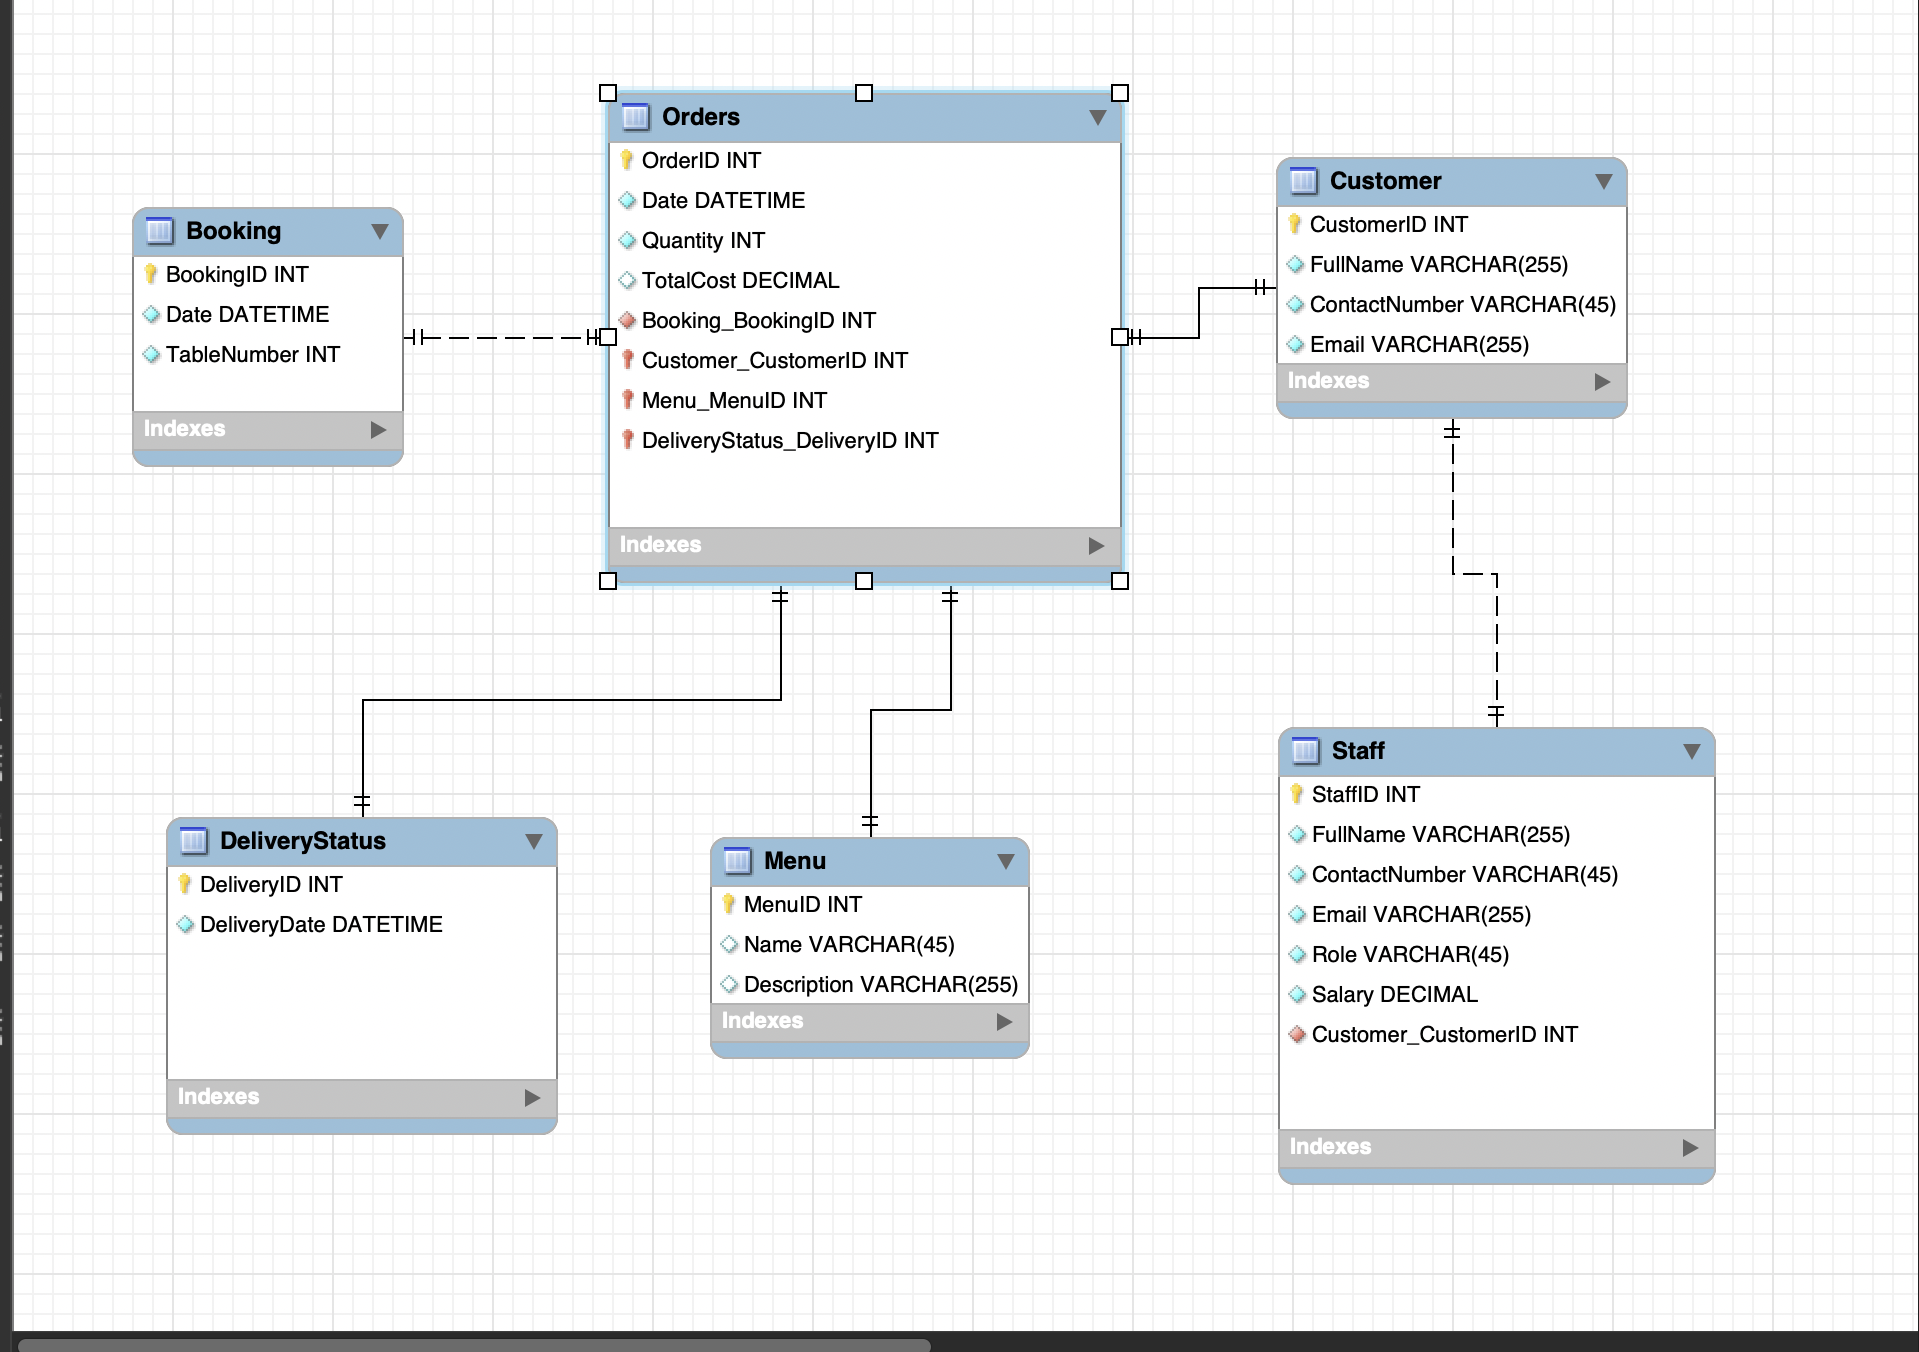 Booking
BookingID INT
Date DATETIME
TableNumber INT
Indexes
Orders
OrderID INT
Date DATETIME
Quantity INT
TotalCost DECIMAL
Booking_BookingID INT
Customer_CustomerID INT
Menu_MenuID INT
DeliveryStatus_DeliveryID INT
Indexes
Customer
CustomerID INT
FullName VARCHAR(255)
ContactNumber VARCHAR(45)
Email VARCHAR(255)
Indexes
DeliveryStatus
DeliveryID INT
DeliveryDate DATETIME
Indexes
Menu
MenuID INT
Name VARCHAR(45)
Description VARCHAR(255)
Indexes
Staff
StaffID INT
FullName VARCHAR(255)
ContactNumber VARCHAR(45)
Email VARCHAR(255)
Role VARCHAR(45)
Salary DECIMAL
Customer_CustomerID INT
Indexes